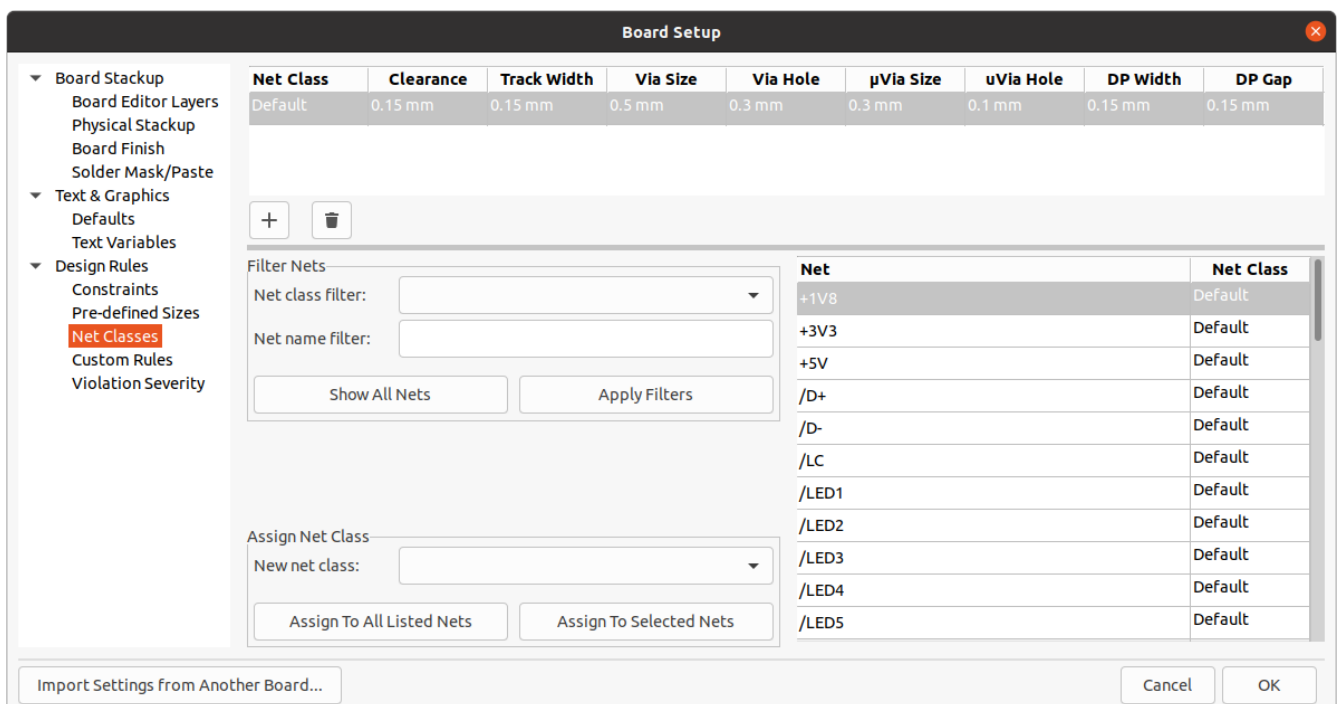 Board Setup
Board Stackup
Board Editor Layers
Physical Stackup
Board Finish
Solder Mask/Paste
Text & Graphics
Defaults
Text Variables
Design Rules
Constraints
Pre-defined Sizes
Net Classes
Custom Rules
Violation Severity
Net Class Clearance Track Width Via Size Via Hole µVia Size uVia Hole DP Width DP Gap
Default 0.15 mm 0.15 mm 0.5 mm 0.3 mm 0.3 mm 0.1 mm 0.15 mm 0.15 mm
Filter Nets
Net class filter:
Net name filter:
Show All Nets Apply Filters
Assign Net Class
New net class:
Assign To All Listed Nets Assign To Selected Nets
Net Net Class
+1V8 Default
+3V3 Default
+5V Default
/D+ Default
/D- Default
/LC Default
/LED1 Default
/LED2 Default
/LED3 Default
/LED4 Default
/LED5 Default
Import Settings from Another Board... Cancel OK